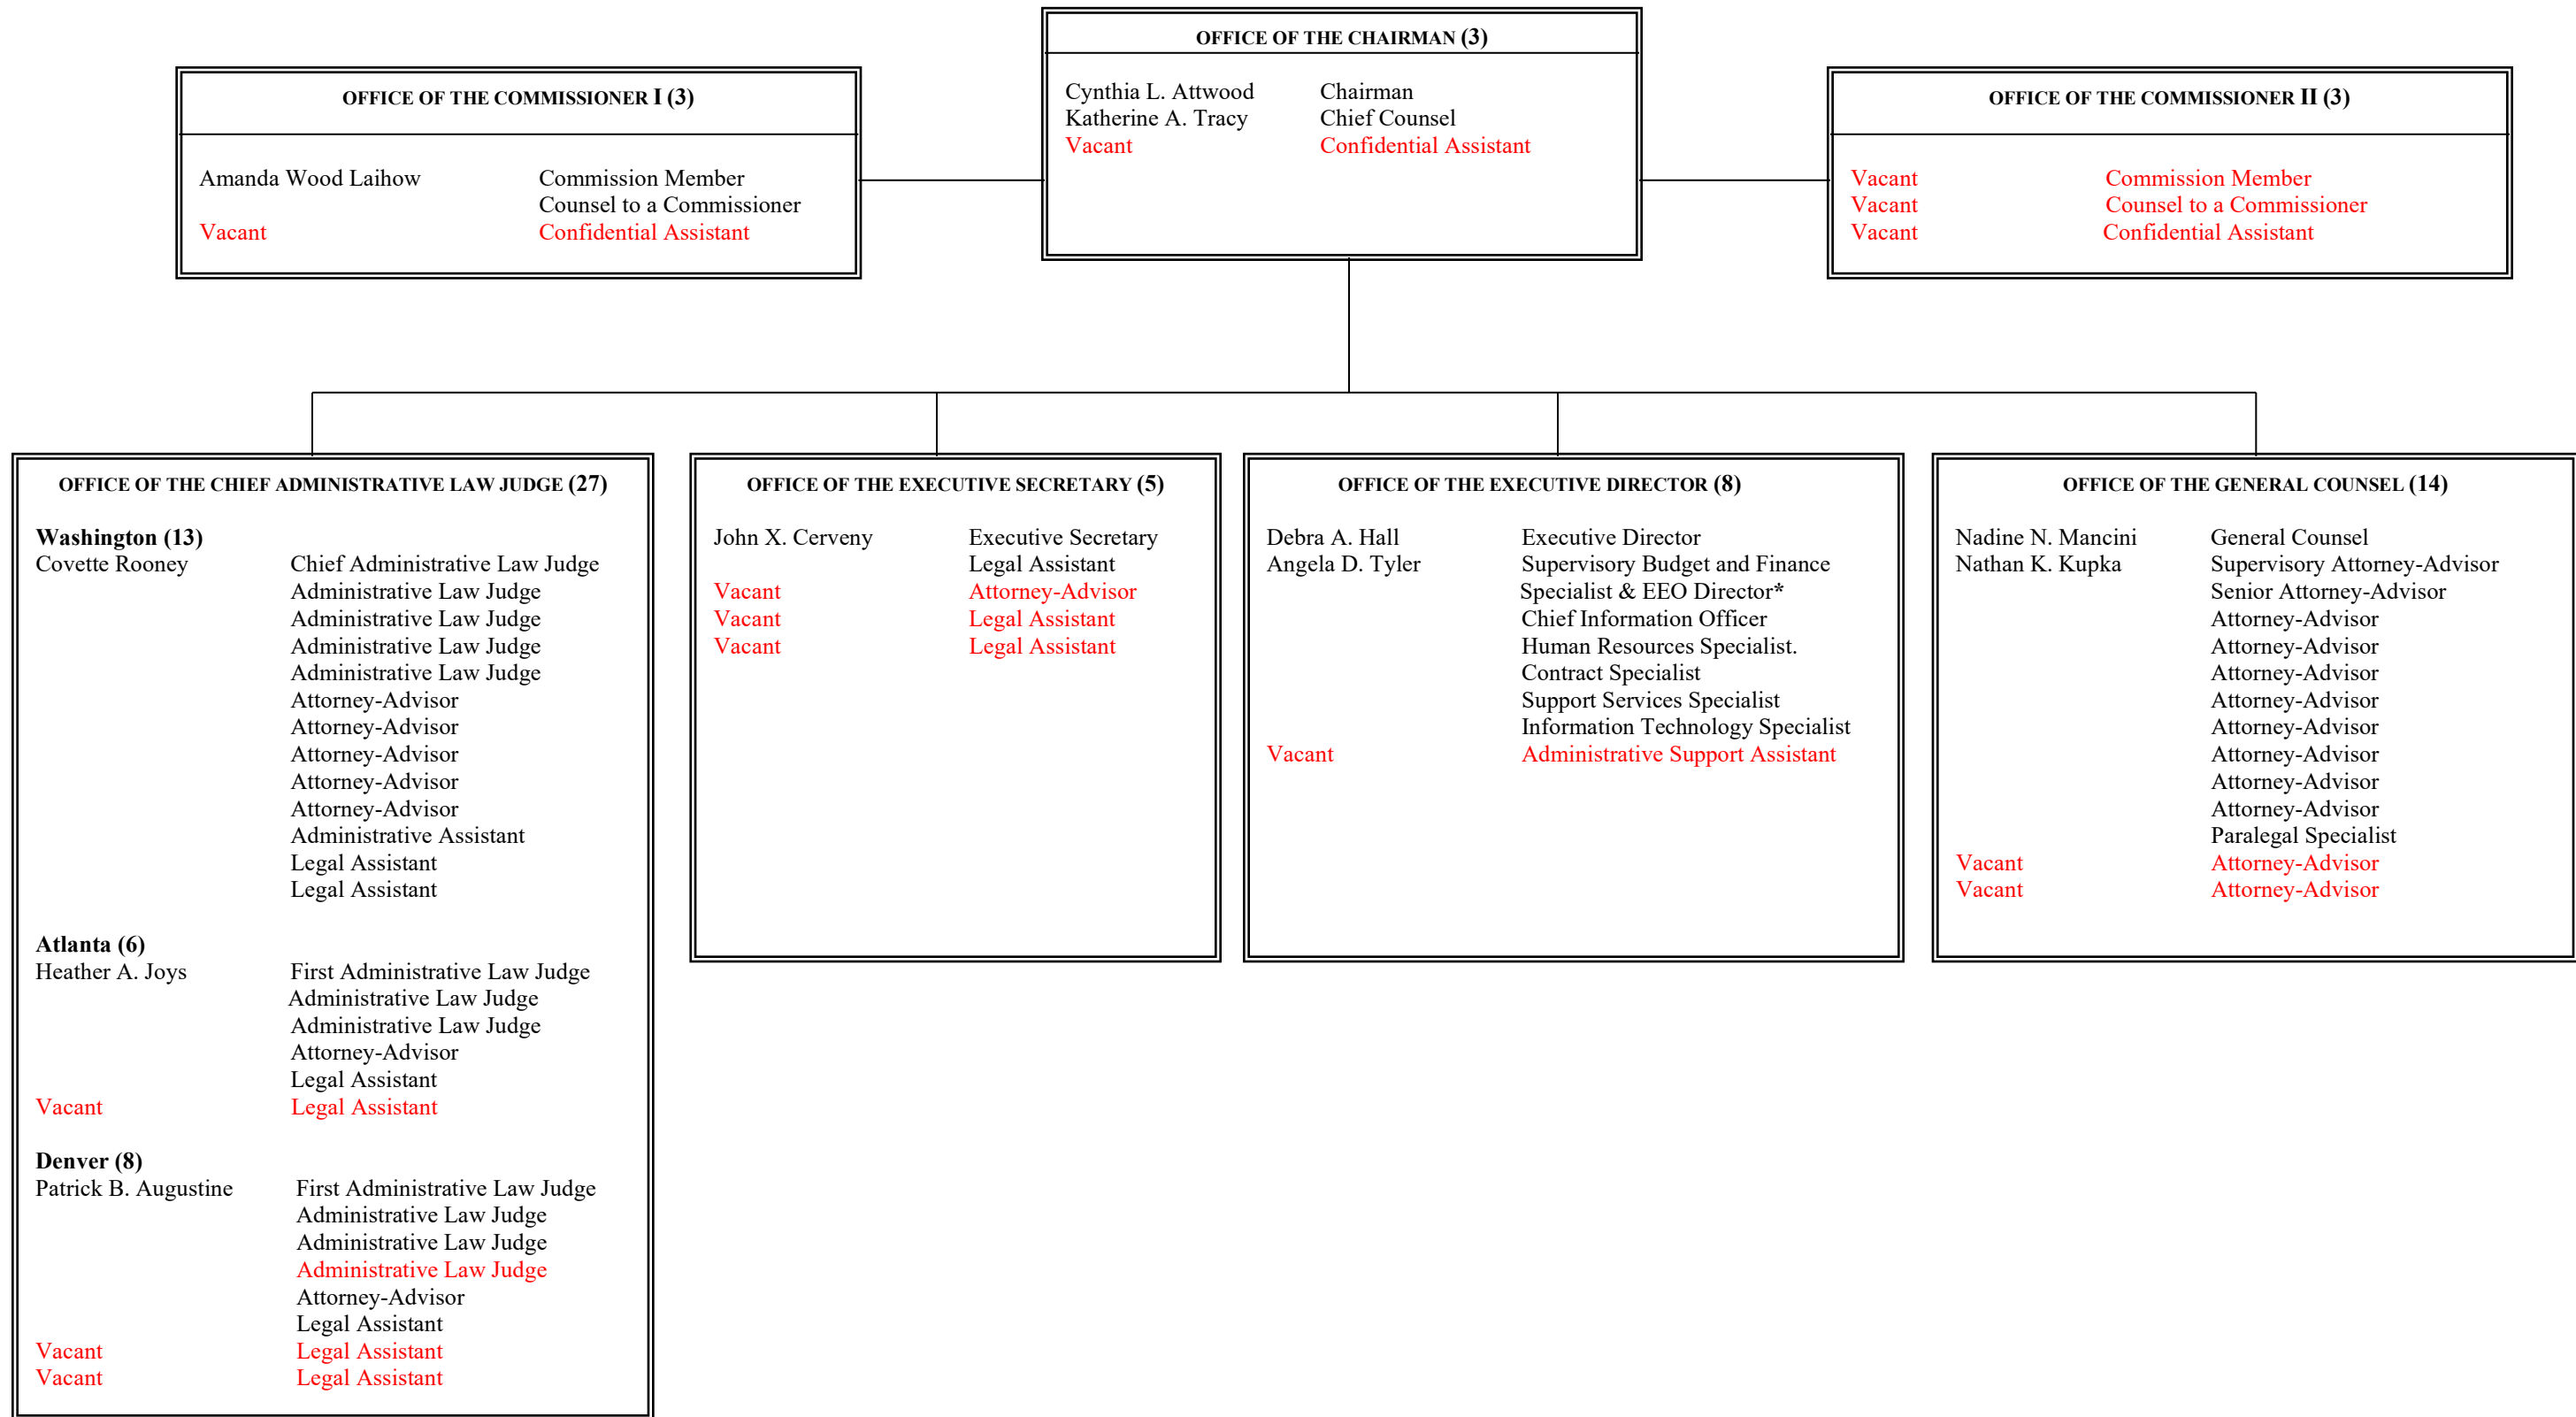 OFFICE OF THE CHAIRMAN (3)
Cynthia L. Attwood Chairman
Katherine A. Tracy Chief Counsel
Vacant Confidential Assistant
OFFICE OF THE COMMISSIONER I (3)
Amanda Wood Laihow Commission Member
Counsel to a Commissioner
Vacant Confidential Assistant
OFFICE OF THE COMMISSIONER II (3)
Vacant Commission Member
Vacant Counsel to a Commissioner
Vacant Confidential Assistant
OFFICE OF THE CHIEF ADMINISTRATIVE LAW JUDGE (27)
Washington (13)
Covette Rooney Chief Administrative Law Judge
Administrative Law Judge
Administrative Law Judge
Administrative Law Judge
Administrative Law Judge
Attorney-Advisor
Attorney-Advisor
Attorney-Advisor
Attorney-Advisor
Attorney-Advisor
Administrative Assistant
Legal Assistant
Legal Assistant
Atlanta (6)
Heather A. Joys First Administrative Law Judge
Administrative Law Judge
Administrative Law Judge
Attorney-Advisor
Legal Assistant
Vacant Legal Assistant
Denver (8)
Patrick B. Augustine First Administrative Law Judge
Administrative Law Judge
Administrative Law Judge
Administrative Law Judge
Attorney-Advisor
Legal Assistant
Vacant Legal Assistant
Vacant Legal Assistant
OFFICE OF THE EXECUTIVE SECRETARY (5)
John X. Cerveny Executive Secretary
Legal Assistant
Vacant Attorney-Advisor
Vacant Legal Assistant
Vacant Legal Assistant
OFFICE OF THE EXECUTIVE DIRECTOR (8)
Debra A. Hall Executive Director
Angela D. Tyler Supervisory Budget and Finance
Specialist & EEO Director*
Chief Information Officer
Human Resources Specialist.
Contract Specialist
Support Services Specialist
Information Technology Specialist
Vacant Administrative Support Assistant
OFFICE OF THE GENERAL COUNSEL (14)
Nadine N. Mancini General Counsel
Nathan K. Kupka Supervisory Attorney-Advisor
Senior Attorney-Advisor
Attorney-Advisor
Attorney-Advisor
Attorney-Advisor
Attorney-Advisor
Attorney-Advisor
Attorney-Advisor
Attorney-Advisor
Attorney-Advisor
Paralegal Specialist
Vacant Attorney-Advisor
Vacant Attorney-Advisor